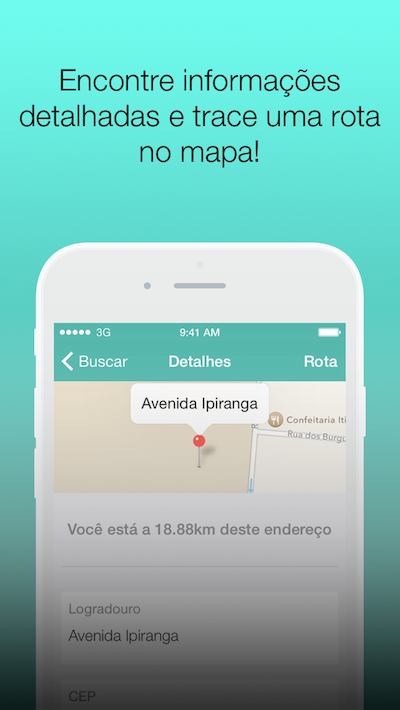 Encontre informações
detalhadas e trace uma rota
no mapa!
3G 9:41 AM
Buscar Detalhes Rota
Avenida Ipiranga
Confeitaria Iti
Rua dos Burgu
Você está a 18.88km deste endereço
Logradouro
Avenida Ipiranga
CEP